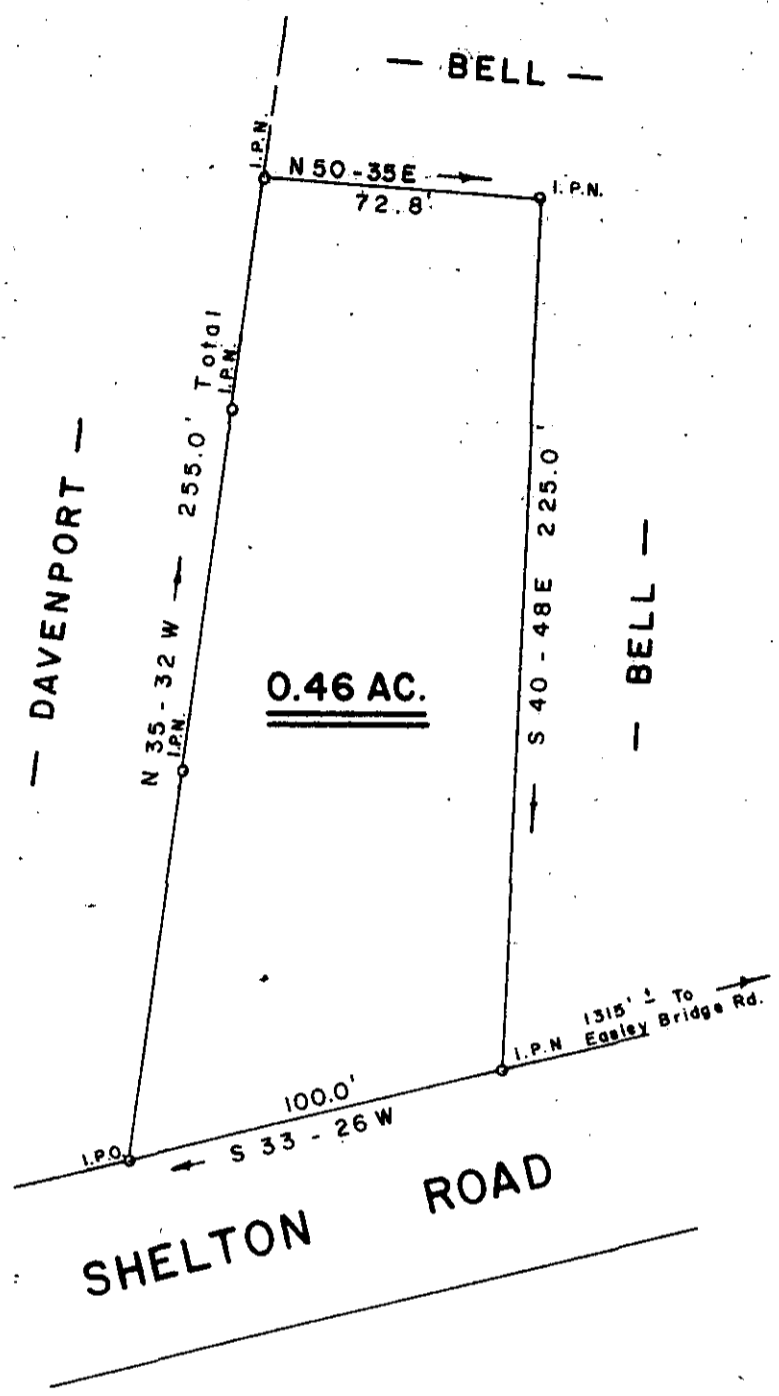 — BELL —
I.P.N.
N 50-35E
72.8'
I. P.N.
255.0' Total
I.P.N.
— DAVENPORT —
N 35-32 W
I.P.N.
0.46 AC.
S 40-48E 225.0'
— BELL —
1315' ± To
Easley Bridge Rd.
I.P.N
100.0'
S 33-26 W
I.P.O.
SHELTON ROAD